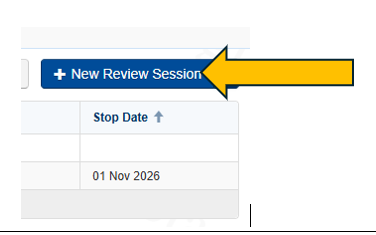 + New Review Session
Stop Date ↑
01 Nov 2026